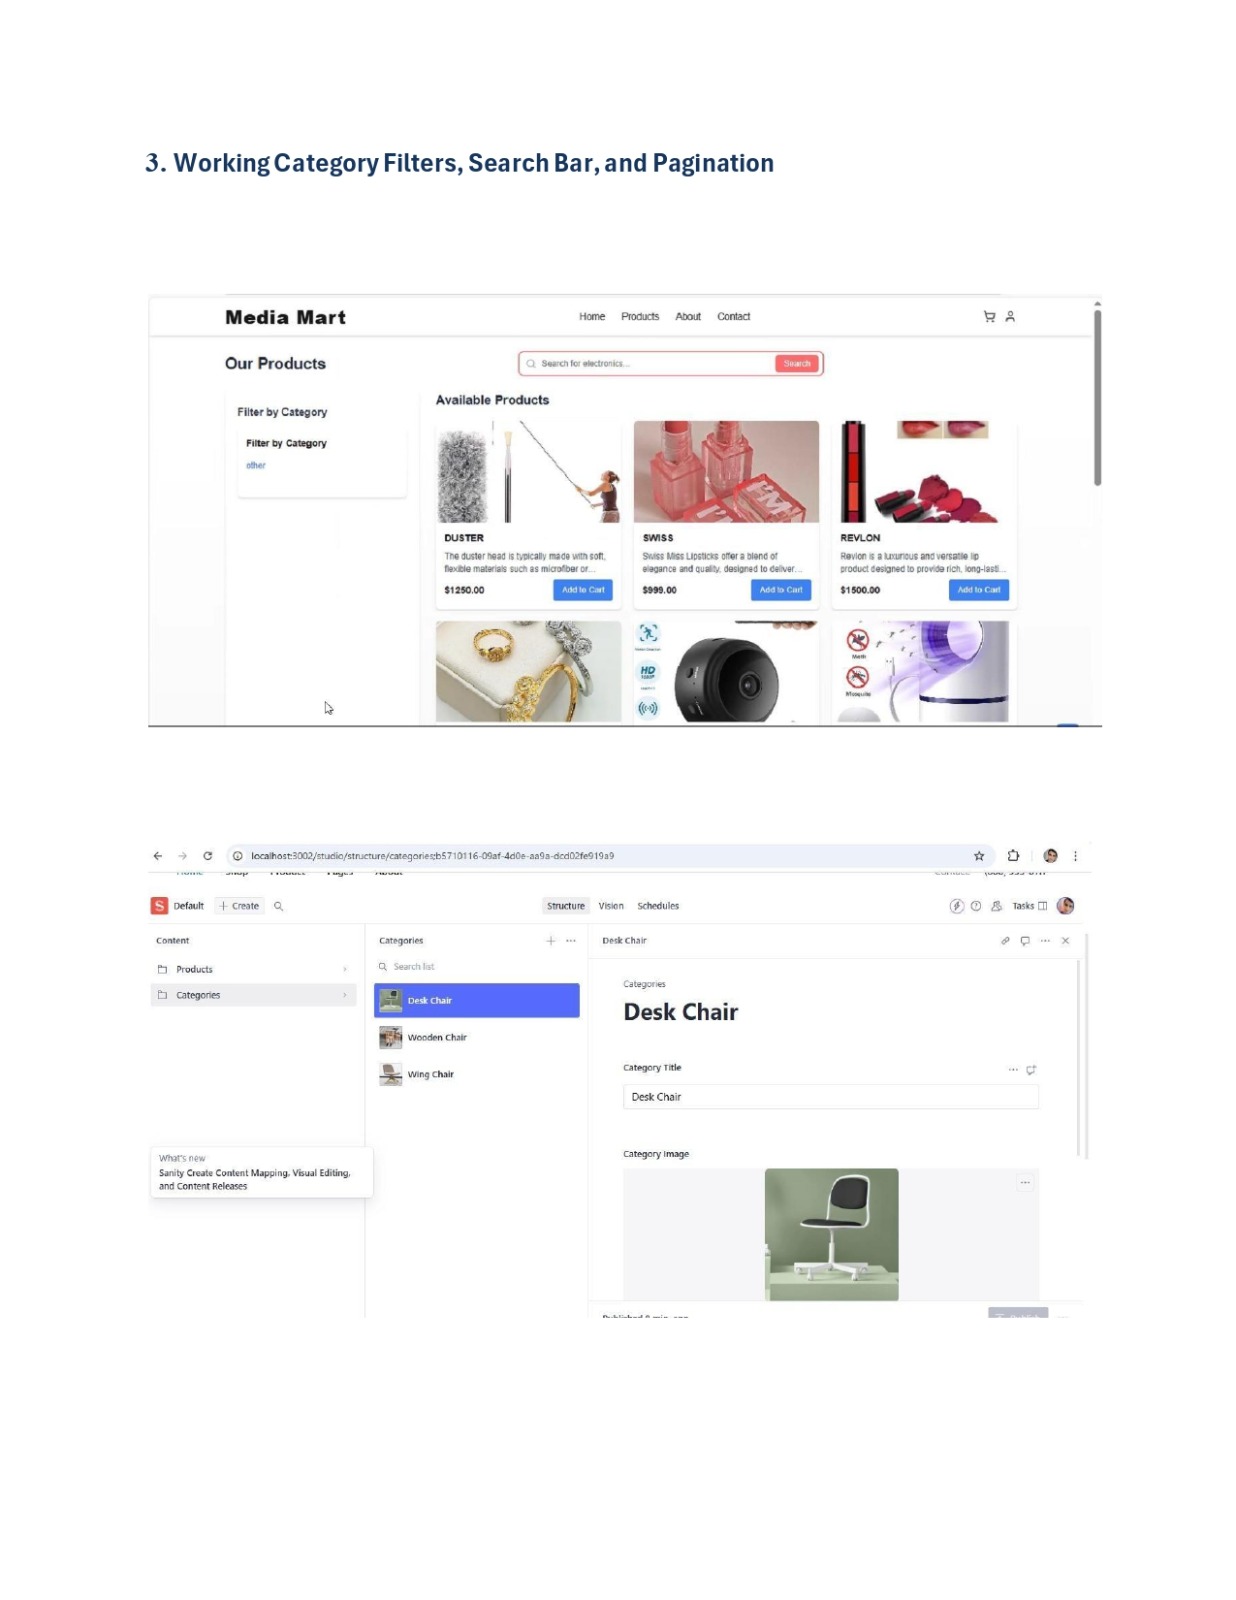 3. Working Category Filters, Search Bar, and Pagination
Media Mart
Home Products About Contact
Our Products
Search for electronics...
Search
Filter by Category
Filter by Category
other
Available Products
DUSTER
The duster head is typically made with soft,
flexible materials such as microfiber or...
$1250.00
Add to Cart
SWISS
Swiss Miss Lipsticks offer a blend of
elegance and quality, designed to deliver...
$999.00
Add to Cart
REVLON
Revlon is a luxurious and versatile lip
product designed to provide rich, long-lasti...
$1500.00
Add to Cart
HD
Moth
Mosquito
localhost:3002/studio/structure/categories;b5710116-09af-4d0e-aa9a-dcd02fe919a9
S Default + Create
Structure Vision Schedules
Tasks
Content
Products
Categories
Categories
Search list
Desk Chair
Wooden Chair
Wing Chair
Desk Chair
Categories
Desk Chair
Category Title
Desk Chair
Category Image
What's new
Sanity Create Content Mapping, Visual Editing,
and Content Releases